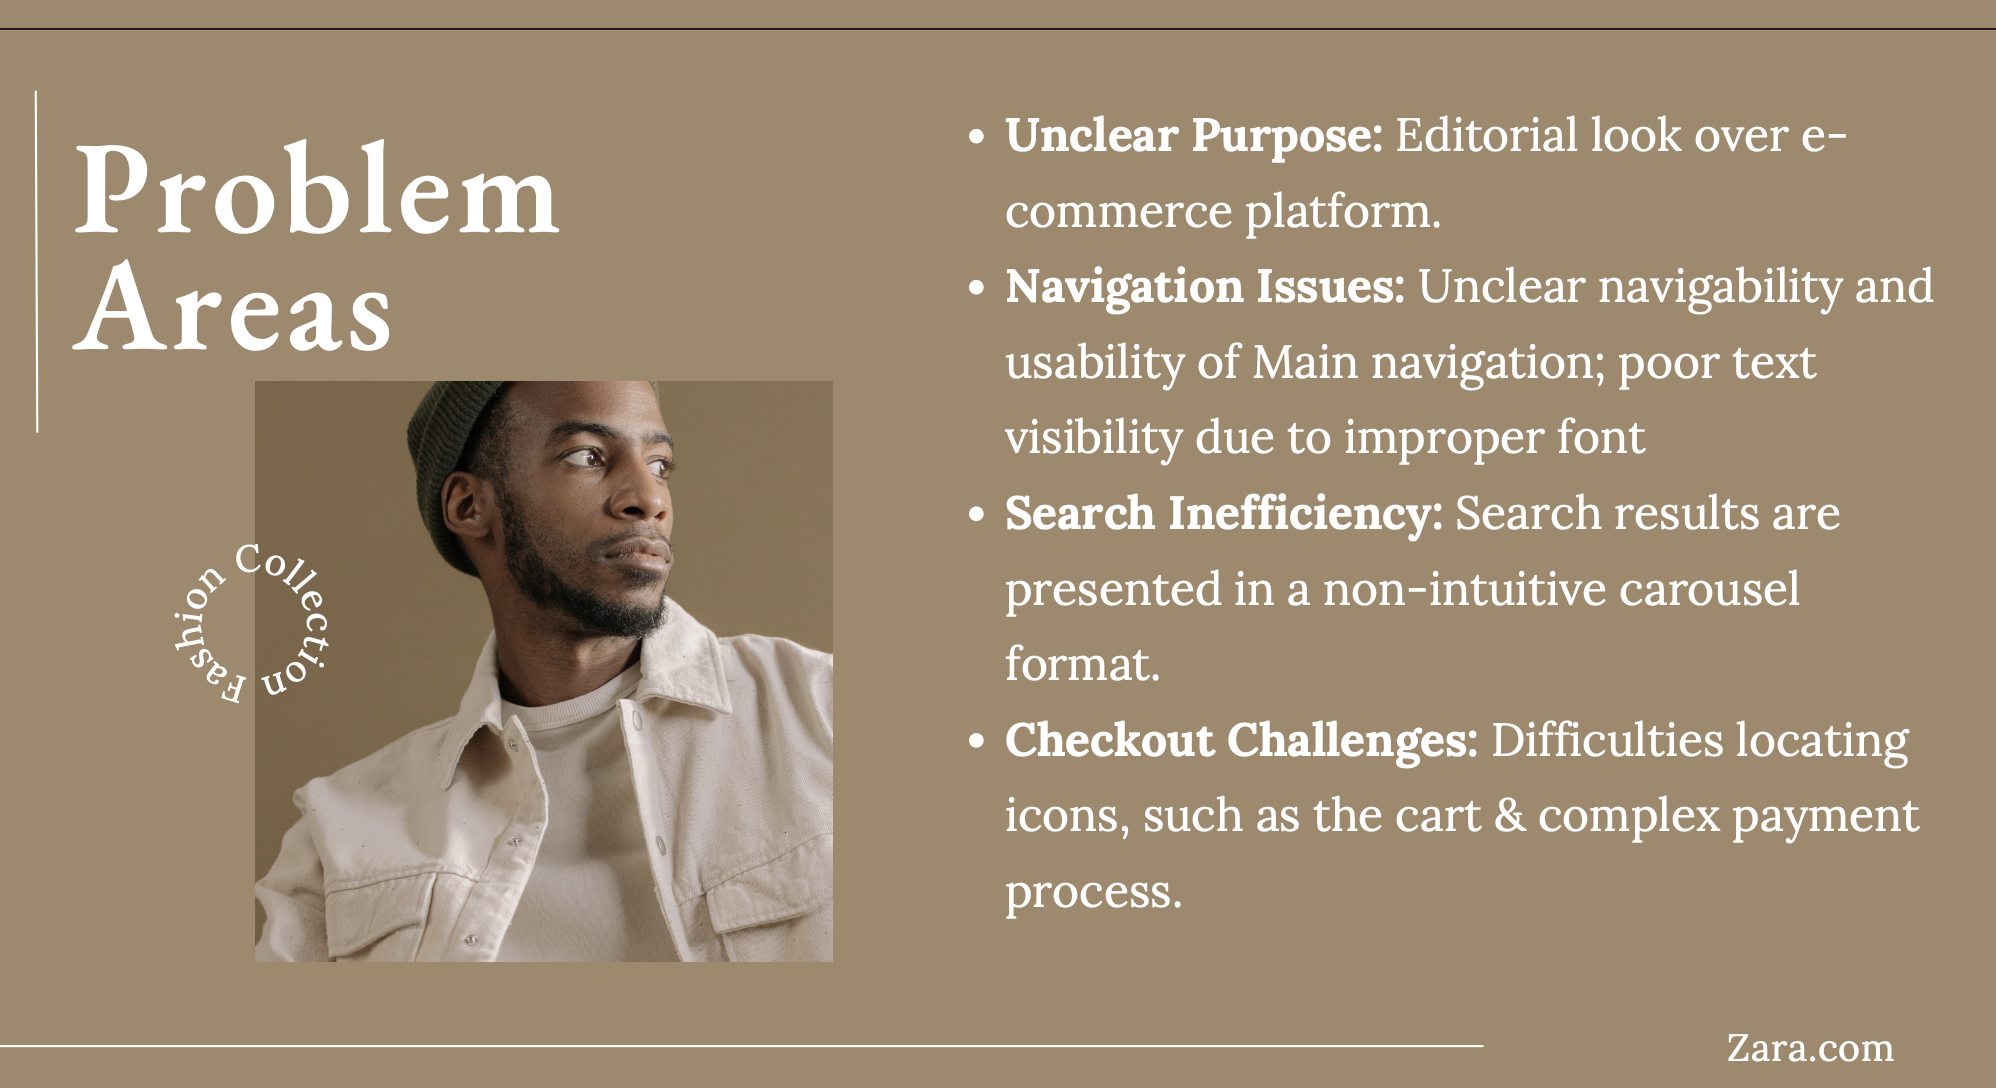 Problem
Areas
Fashion Collection
• Unclear Purpose: Editorial look over e-
commerce platform.
• Navigation Issues: Unclear navigability and
usability of Main navigation; poor text
visibility due to improper font
• Search Inefficiency: Search results are
presented in a non-intuitive carousel
format.
• Checkout Challenges: Difficulties locating
icons, such as the cart & complex payment
process.
Zara.com